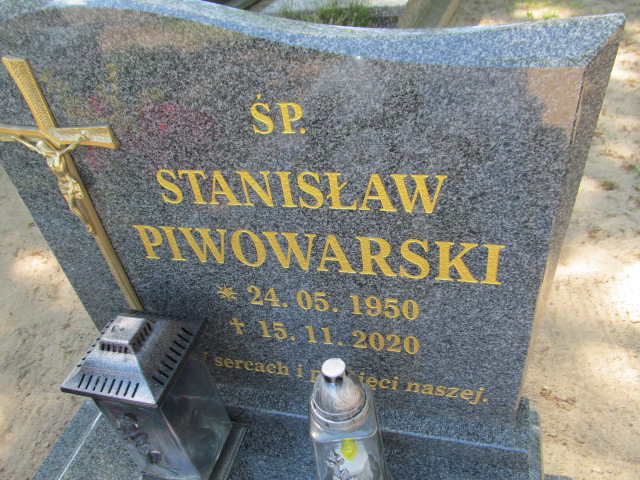 ŚP.
STANISŁAW
PIWOWARSKI
* 24. 05. 1950
✝ 15. 11. 2020
sercach i naszej.